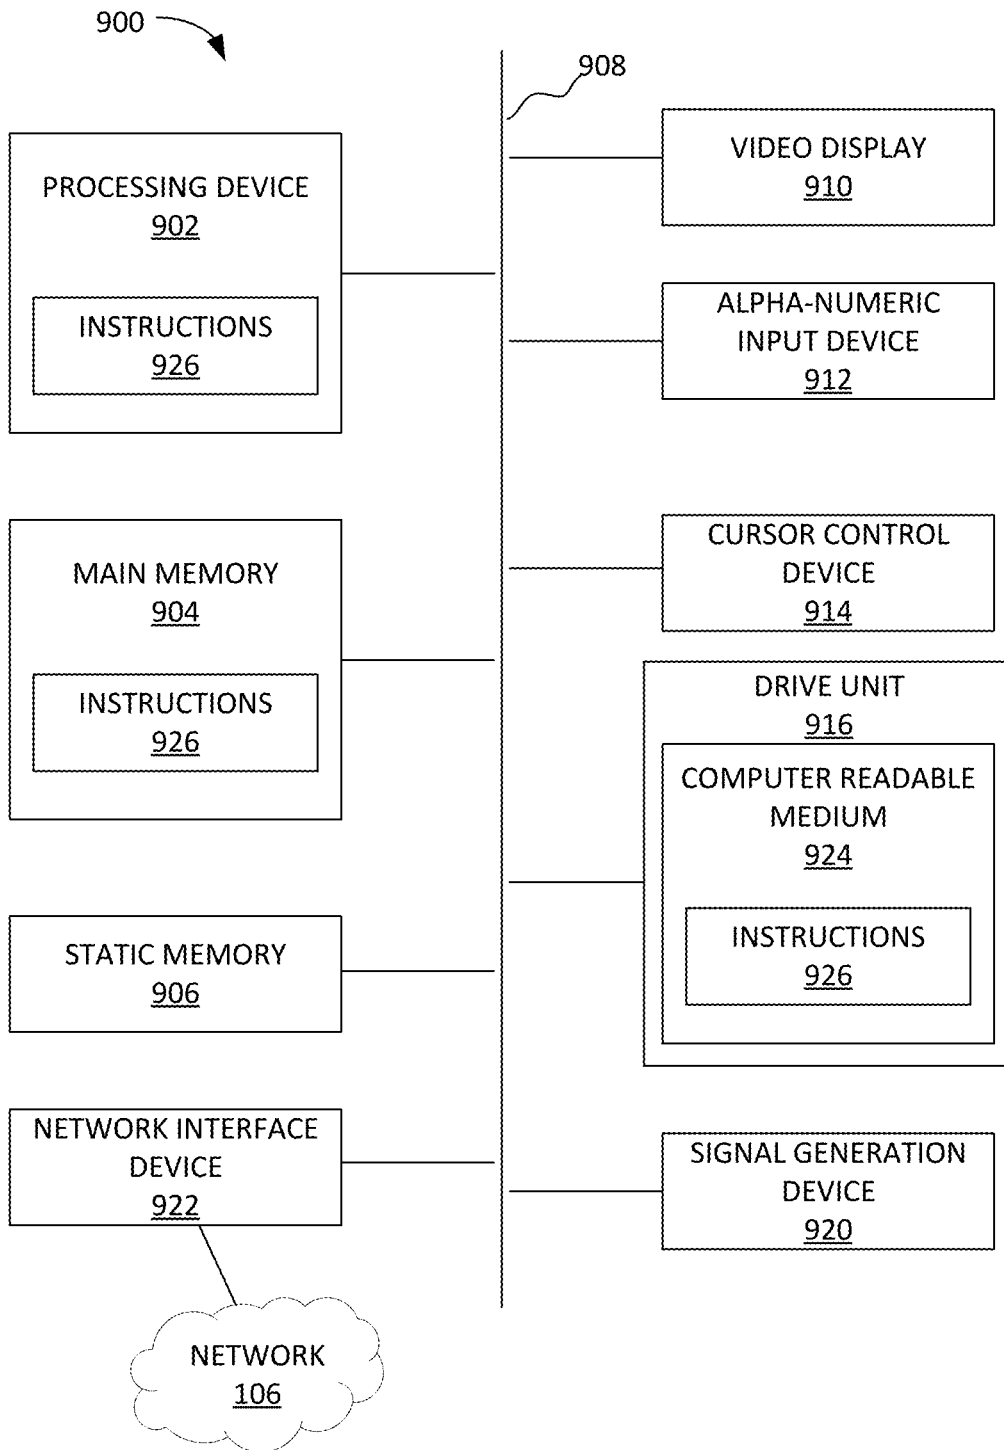 900
908
PROCESSING DEVICE
902
INSTRUCTIONS
926
MAIN MEMORY
904
INSTRUCTIONS
926
STATIC MEMORY
906
NETWORK INTERFACE
DEVICE
922
NETWORK
106
VIDEO DISPLAY
910
ALPHA-NUMERIC
INPUT DEVICE
912
CURSOR CONTROL
DEVICE
914
DRIVE UNIT
916
COMPUTER READABLE
MEDIUM
924
INSTRUCTIONS
926
SIGNAL GENERATION
DEVICE
920